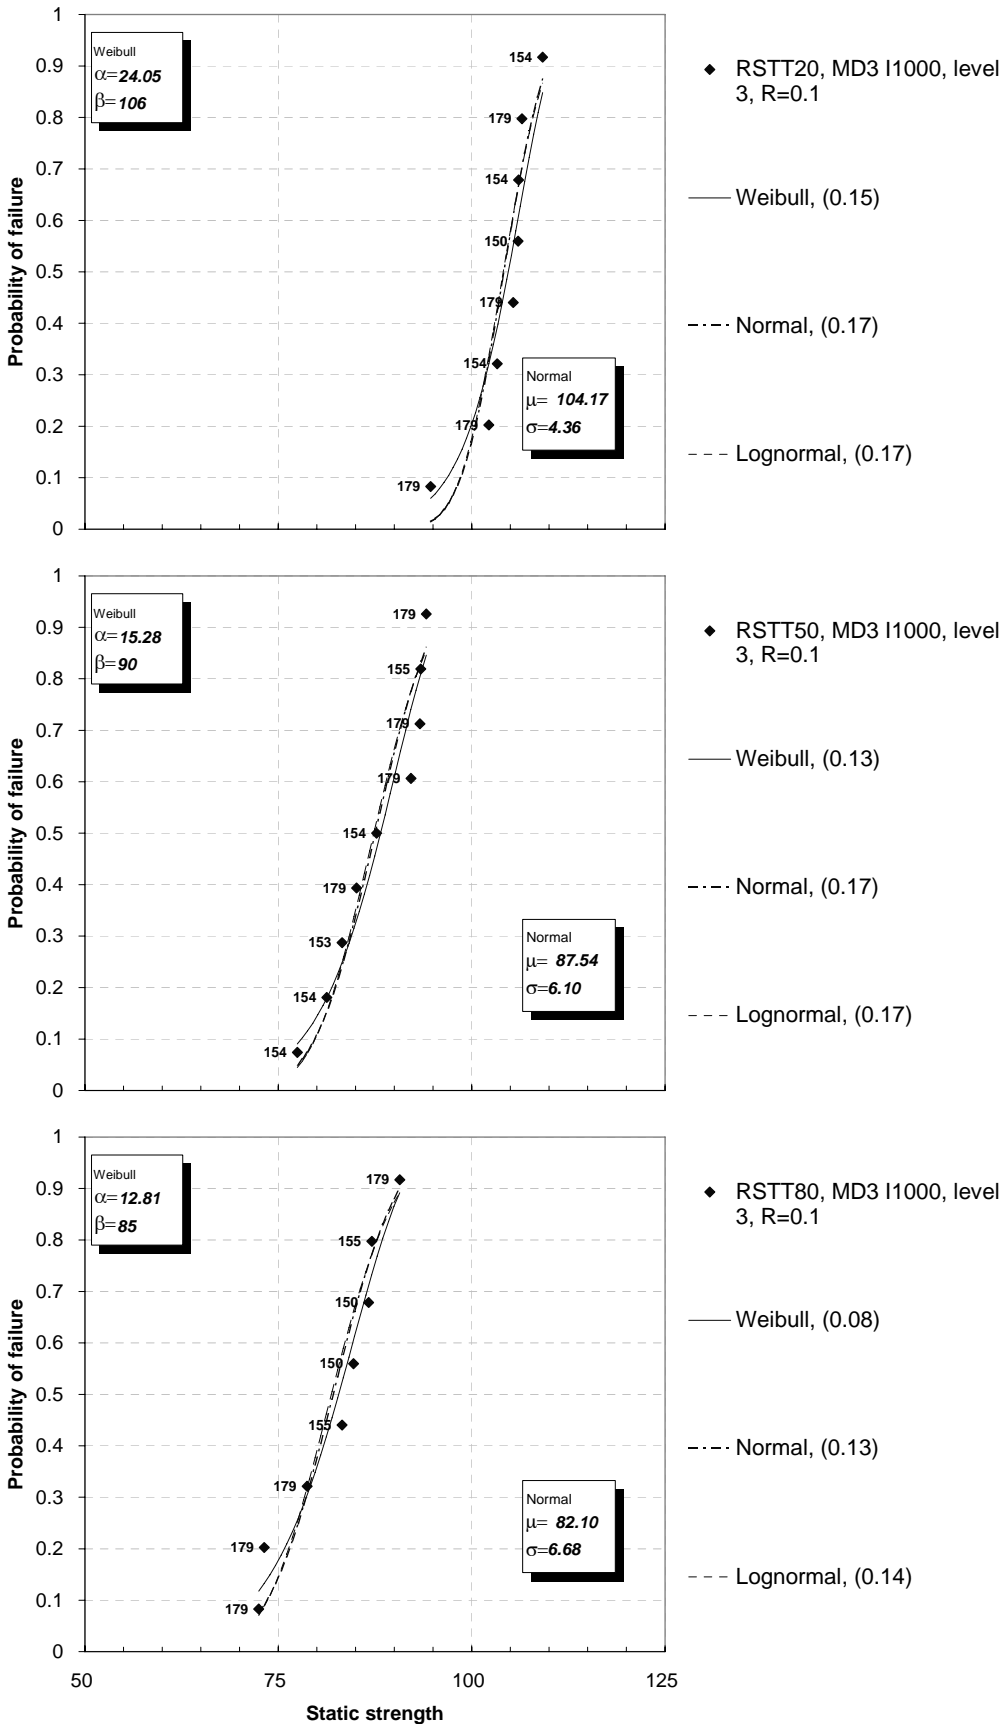 1
0.9
0.8
0.7
0.6
0.5
0.4
0.3
0.2
0.1
0
Probability of failure
Weibull
α=24.05
β=106
154
179
154
150
179
154
179
179
Normal
μ= 104.17
σ=4.36
50
75
100
125
RSTT20, MD3 I1000, level
3, R=0.1
Weibull, (0.15)
Normal, (0.17)
Lognormal, (0.17)
1
0.9
0.8
0.7
0.6
0.5
0.4
0.3
0.2
0.1
0
Probability of failure
Weibull
α=15.28
β=90
179
155
179
179
154
179
153
154
154
Normal
μ= 87.54
σ=6.10
50
75
100
125
RSTT50, MD3 I1000, level
3, R=0.1
Weibull, (0.13)
Normal, (0.17)
Lognormal, (0.17)
1
0.9
0.8
0.7
0.6
0.5
0.4
0.3
0.2
0.1
0
Probability of failure
Weibull
α=12.81
β=85
179
155
150
150
155
179
179
179
Normal
μ= 82.10
σ=6.68
50
75
100
125
Static strength
RSTT80, MD3 I1000, level
3, R=0.1
Weibull, (0.08)
Normal, (0.13)
Lognormal, (0.14)